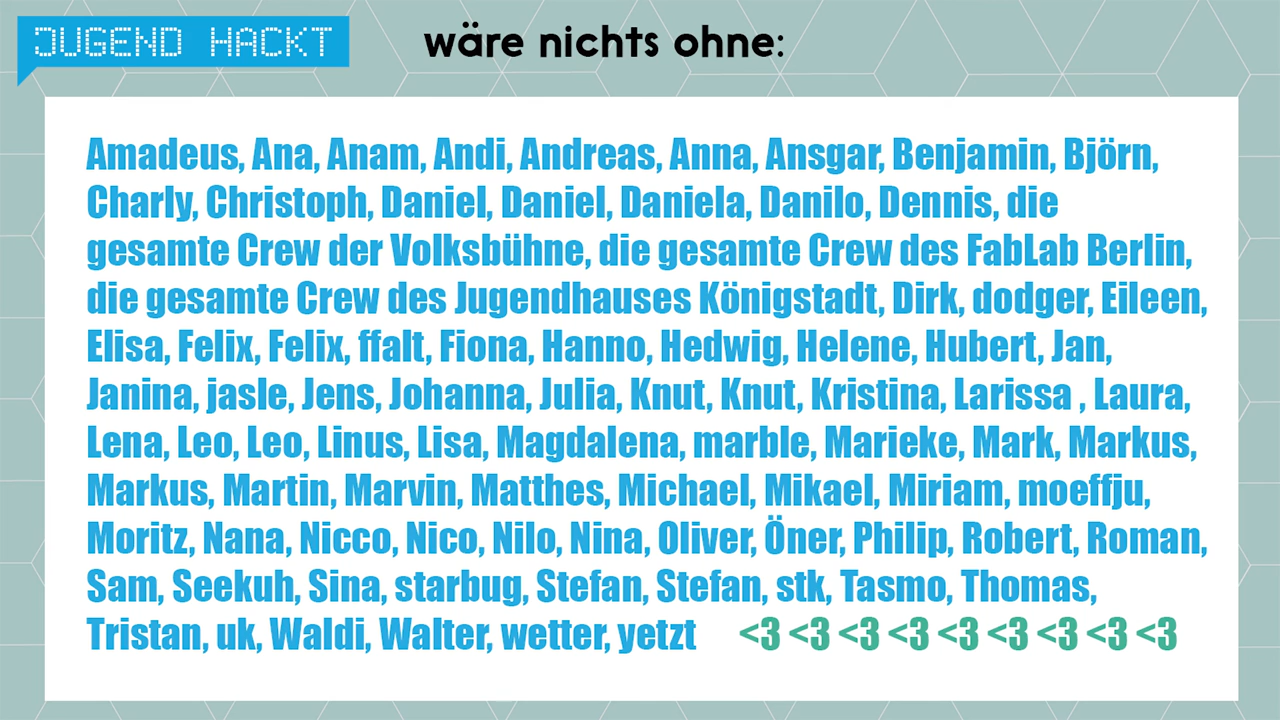 JUGEND HACKT wäre nichts ohne:
Amadeus, Ana, Anam, Andi, Andreas, Anna, Ansgar, Benjamin, Björn,
Charly, Christoph, Daniel, Daniel, Daniela, Danilo, Dennis, die
gesamte Crew der Volksbühne, die gesamte Crew des FabLab Berlin,
die gesamte Crew des Jugendhauses Königstadt, Dirk, dodger, Eileen,
Elisa, Felix, Felix, ffalt, Fiona, Hanno, Hedwig, Helene, Hubert, Jan,
Janina, jasle, Jens, Johanna, Julia, Knut, Knut, Kristina, Larissa , Laura,
Lena, Leo, Leo, Linus, Lisa, Magdalena, marble, Marieke, Mark, Markus,
Markus, Martin, Marvin, Matthes, Michael, Mikael, Miriam, moeffju,
Moritz, Nana, Nicco, Nico, Nilo, Nina, Oliver, Öner, Philip, Robert, Roman,
Sam, Seekuh, Sina, starbug, Stefan, Stefan, stk, Tasmo, Thomas,
Tristan, uk, Waldi, Walter, wetter, yetzt <3 <3 <3 <3 <3 <3 <3 <3 <3